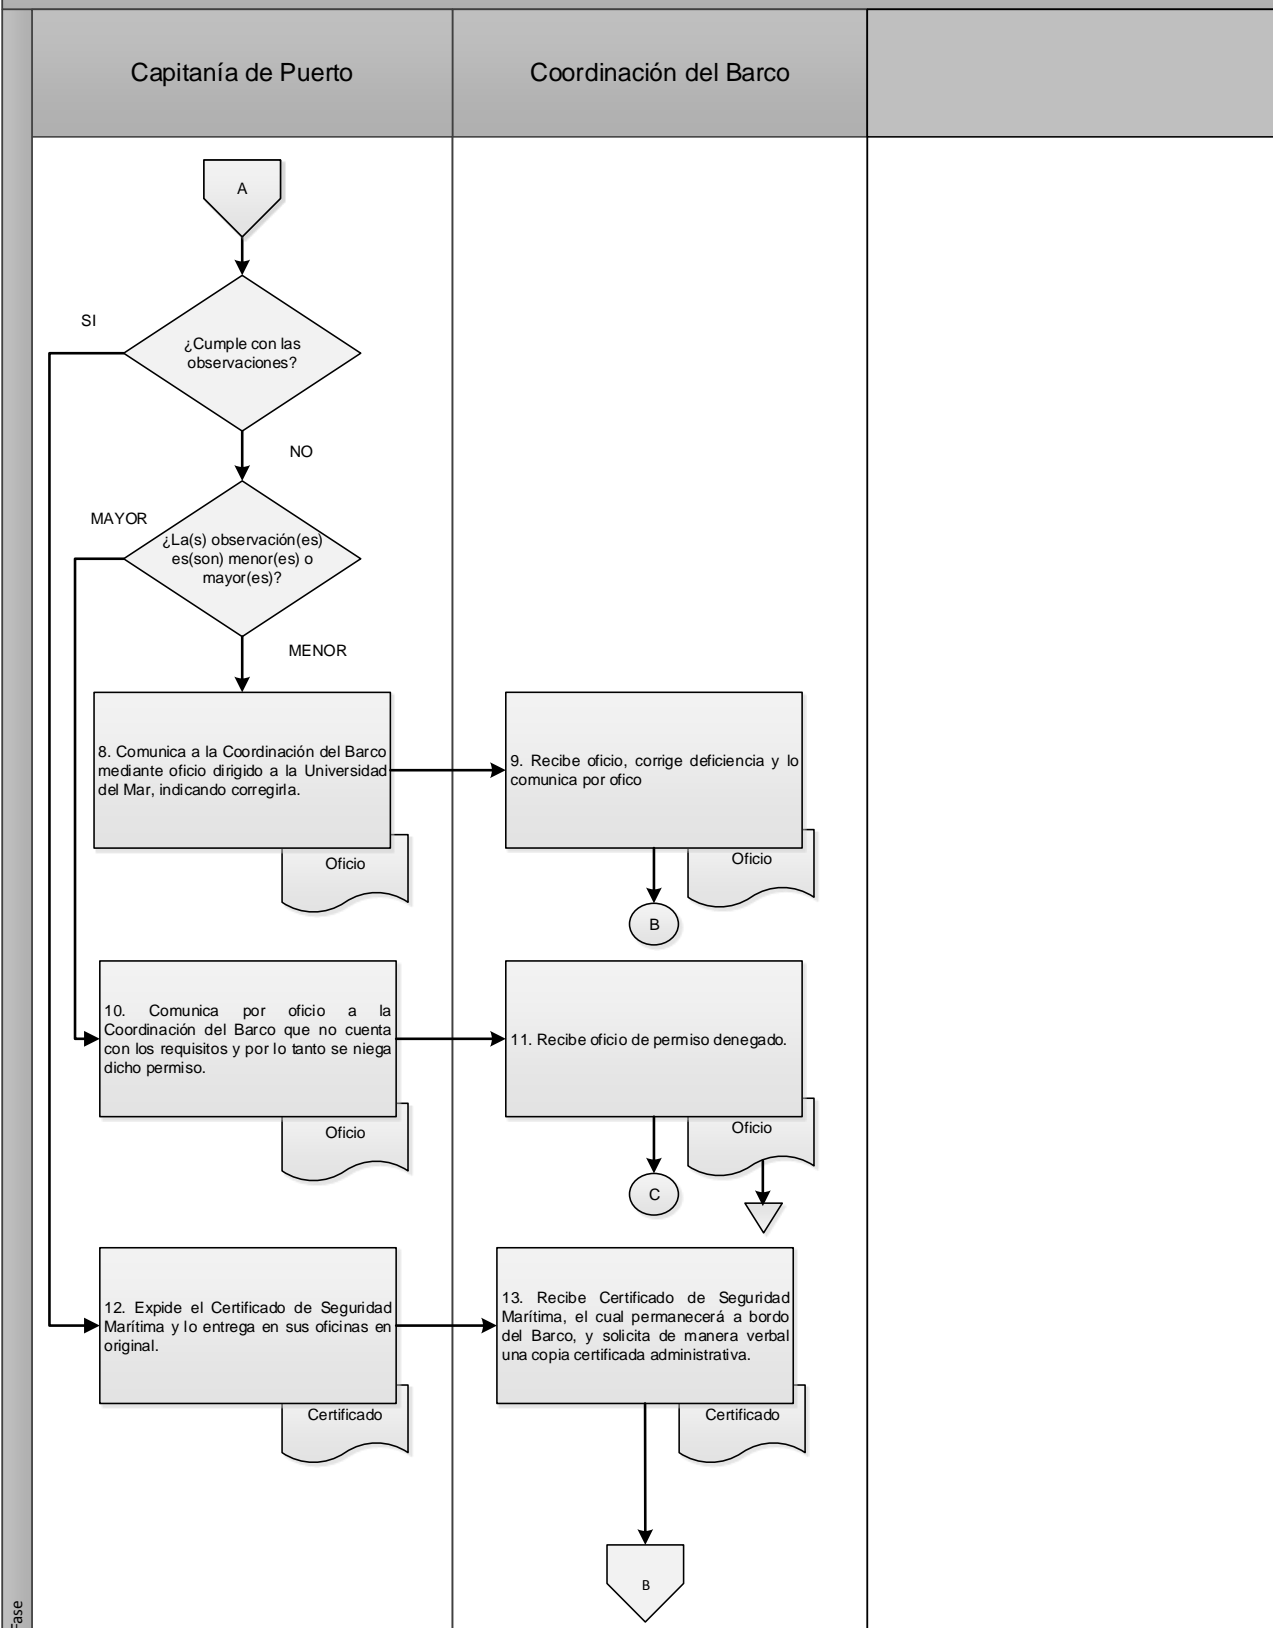 Capitanía de Puerto
Coordinación del Barco
A
SI
¿Cumple con las
observaciones?
NO
MAYOR
¿La(s) observación(es)
es(son) menor(es) o
mayor(es)?
MENOR
8. Comunica a la Coordinación del Barco
mediante oficio dirigido a la Universidad
del Mar, indicando corregirla.
Oficio
9. Recibe oficio, corrige deficiencia y lo
comunica por ofico
Oficio
B
10. Comunica por oficio a la
Coordinación del Barco que no cuenta
con los requisitos y por lo tanto se niega
dicho permiso.
Oficio
11. Recibe oficio de permiso denegado.
Oficio
C
12. Expide el Certificado de Seguridad
Marítima y lo entrega en sus oficinas en
original.
Certificado
13. Recibe Certificado de Seguridad
Marítima, el cual permanecerá a bordo
del Barco, y solicita de manera verbal
una copia certificada administrativa.
Certificado
B
Fase